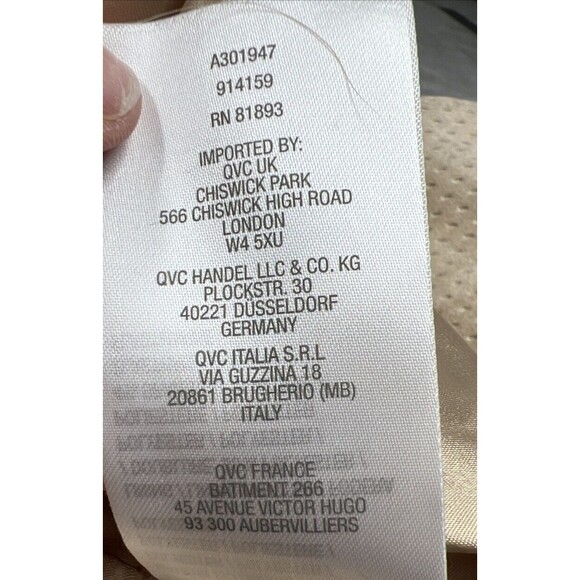 A301947
914159
RN 81893
IMPORTED BY:
QVC UK
CHISWICK PARK
566 CHISWICK HIGH ROAD
LONDON
W4 5XU
QVC HANDEL LLC & CO. KG
PLOCKSTR. 30
40221 DÜSSELDORF
GERMANY
QVC ITALIA S.R.L
VIA GUZZINA 18
20861 BRUGHERIO (MB)
ITALY
QVC FRANCE
BATIMENT 266
45 AVENUE VICTOR HUGO
93 300 AUBERVILLIERS